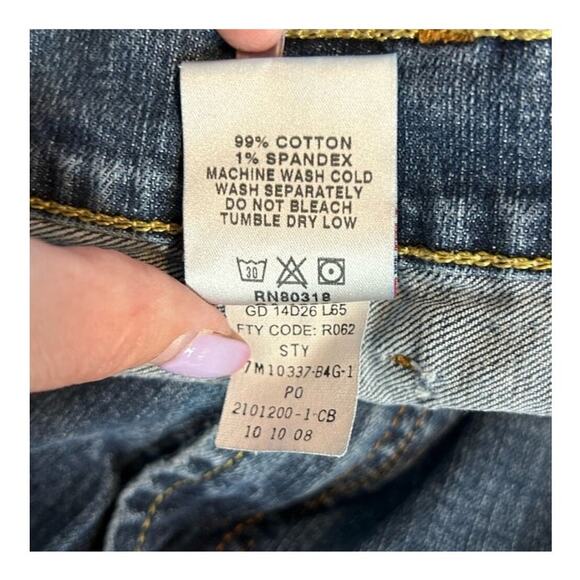 99% COTTON
1% SPANDEX
MACHINE WASH COLD
WASH SEPARATELY
DO NOT BLEACH
TUMBLE DRY LOW
30
RN80318
GD 14D26 L65
FTY CODE: R062
STY
7M10337-B4G-1
PO
2101200-1-CB
10 10 08